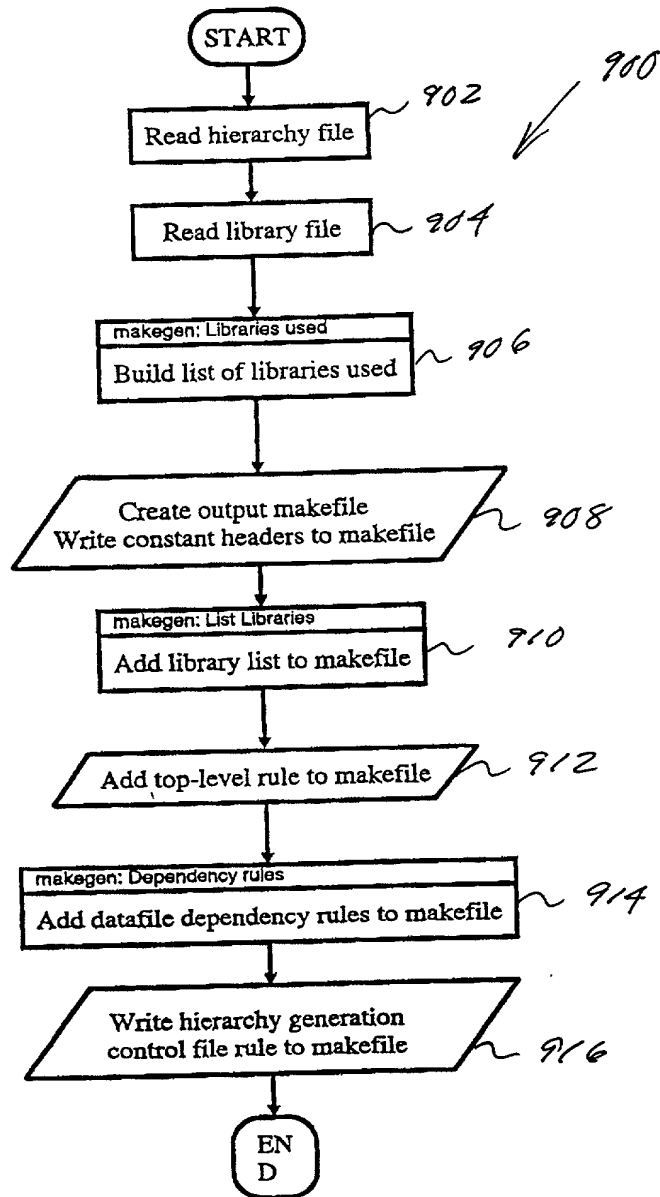 START
900
902
Read hierarchy file
Read library file
904
makegen: Libraries used
Build list of libraries used
906
Create output makefile
Write constant headers to makefile
908
makegen: List Libraries
Add library list to makefile
910
Add top-level rule to makefile
912
makegen: Dependency rules
Add datafile dependency rules to makefile
914
Write hierarchy generation
control file rule to makefile
916
EN
D